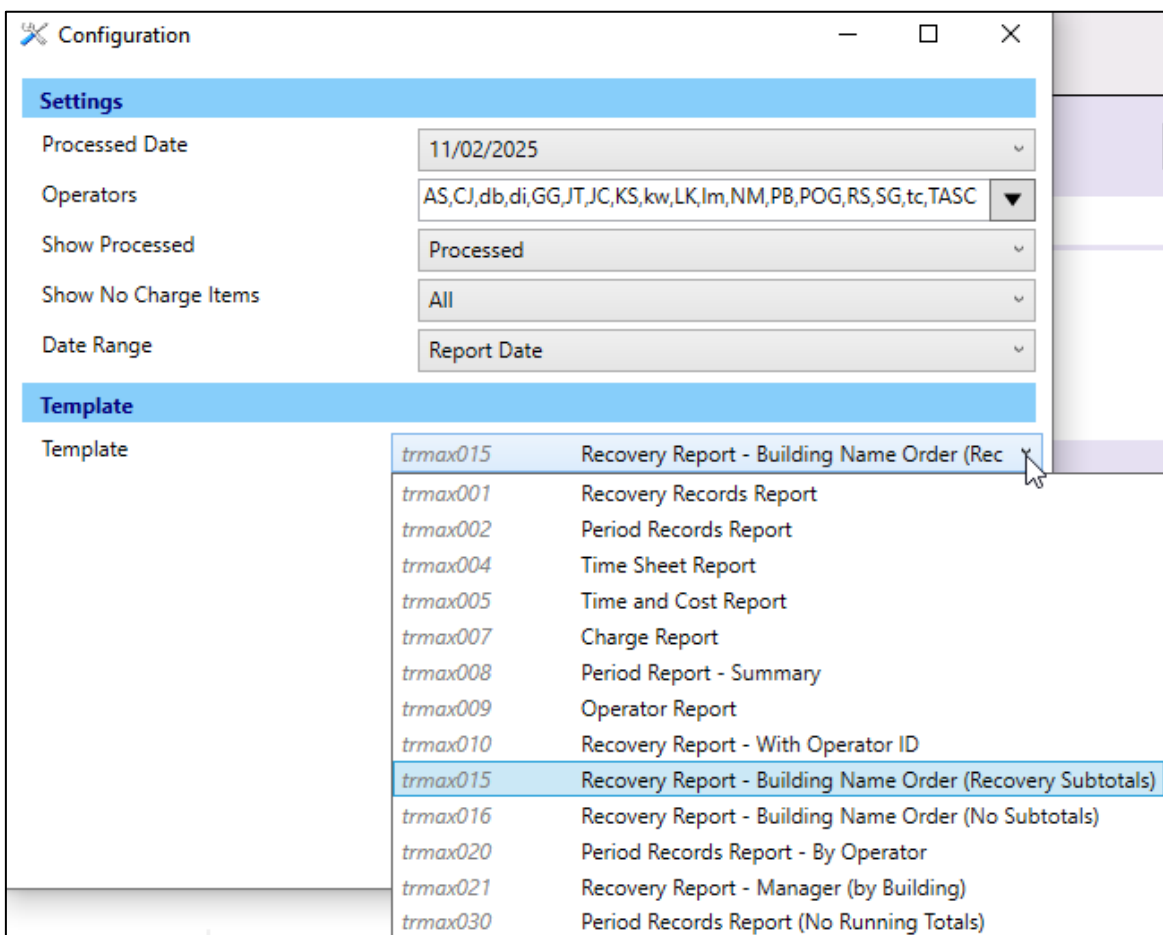 Configuration
Settings
Processed Date 11/02/2025
Operators AS,CJ,db,di,GG,JT,JC,KS,kw,LK,lm,NM,PB,POG,RS,SG,tc,TASC
Show Processed Processed
Show No Charge Items All
Date Range Report Date
Template
Template trmax015 Recovery Report - Building Name Order (Rec
trmax001 Recovery Records Report
trmax002 Period Records Report
trmax004 Time Sheet Report
trmax005 Time and Cost Report
trmax007 Charge Report
trmax008 Period Report - Summary
trmax009 Operator Report
trmax010 Recovery Report - With Operator ID
trmax015 Recovery Report - Building Name Order (Recovery Subtotals)
trmax016 Recovery Report - Building Name Order (No Subtotals)
trmax020 Period Records Report - By Operator
trmax021 Recovery Report - Manager (by Building)
trmax030 Period Records Report (No Running Totals)